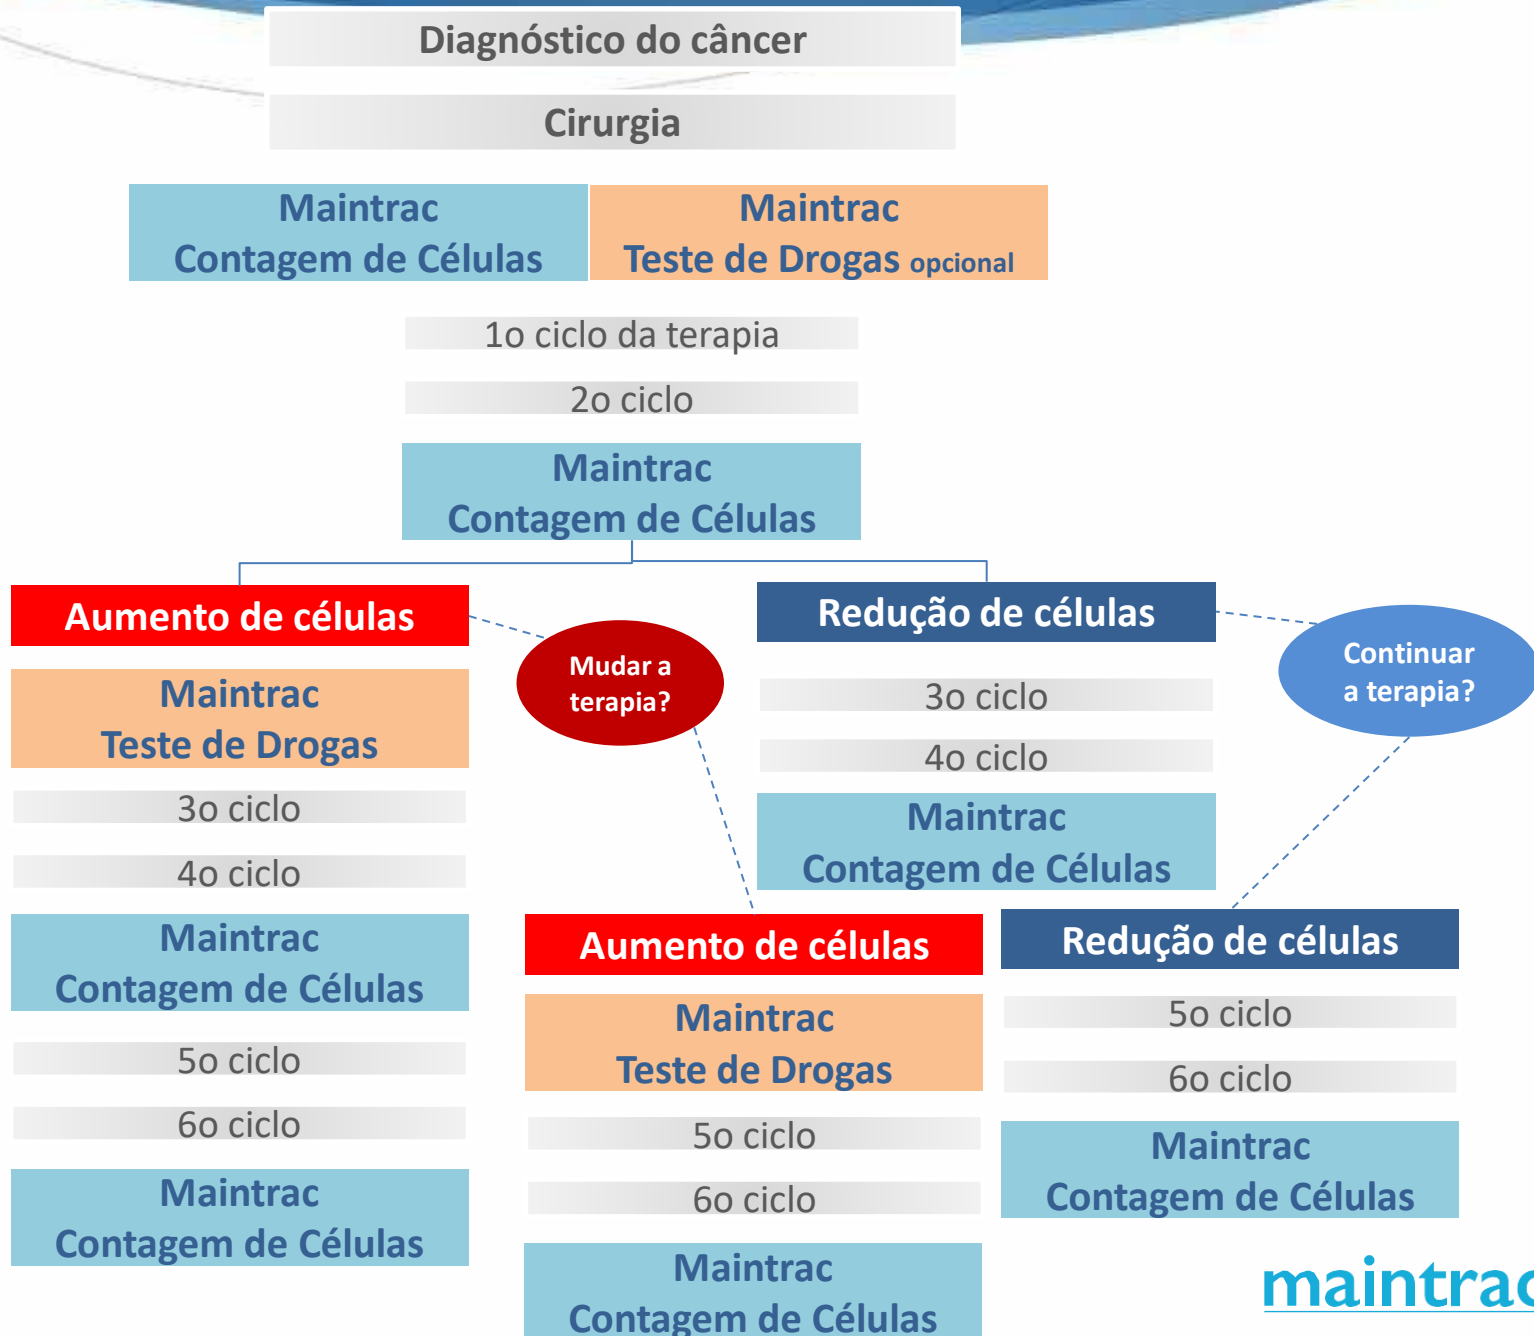 Diagnóstico do câncer
Cirurgia
Maintrac
Contagem de Células
Maintrac
Teste de Drogas opcional
1o ciclo da terapia
2o ciclo
Maintrac
Contagem de Células
Aumento de células
Maintrac
Teste de Drogas
3o ciclo
4o ciclo
Maintrac
Contagem de Células
5o ciclo
6o ciclo
Maintrac
Contagem de Células
Mudar a
terapia?
Redução de células
3o ciclo
4o ciclo
Maintrac
Contagem de Células
Continuar
a terapia?
Aumento de células
Maintrac
Teste de Drogas
5o ciclo
6o ciclo
Maintrac
Contagem de Células
Redução de células
5o ciclo
6o ciclo
Maintrac
Contagem de Células
maintrac